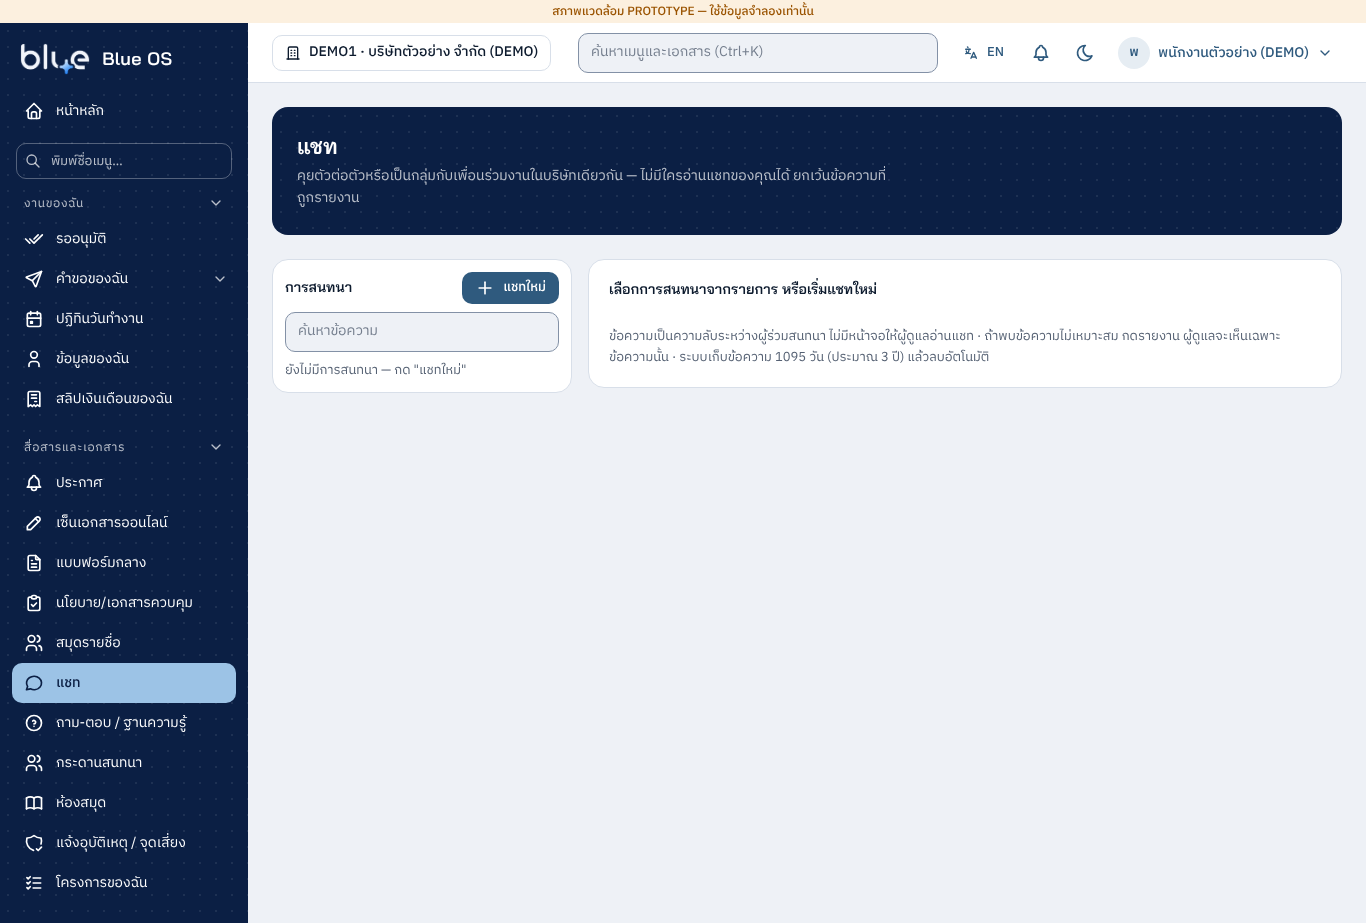 สภาพแวดล้อม PROTOTYPE — ใช้ข้อมูลจำลองเท่านั้น
blue Blue OS
DEMO1 · บริษัทตัวอย่าง จำกัด (DEMO)
ค้นหาเมนูและเอกสาร (Ctrl+K)
EN
พ พนักงานตัวอย่าง (DEMO)
หน้าหลัก
พิมพ์ชื่อเมนู...
งานของฉัน
รออนุมัติ
คำขอของฉัน
ปฏิทินวันทำงาน
ข้อมูลของฉัน
สลิปเงินเดือนของฉัน
สื่อสารและเอกสาร
ประกาศ
เซ็นเอกสารออนไลน์
แบบฟอร์มกลาง
นโยบาย/เอกสารควบคุม
สมุดรายชื่อ
แชท
ถาม-ตอบ / ฐานความรู้
กระดานสนทนา
ห้องสมุด
แจ้งอุบัติเหตุ / จุดเสี่ยง
โครงการของฉัน
แชท
คุยตัวต่อตัวหรือเป็นกลุ่มกับเพื่อนร่วมงานในบริษัทเดียวกัน — ไม่มีใครอ่านแชทของคุณได้ ยกเว้นข้อความที่
ถูกรายงาน
การสนทนา
แชทใหม่
ค้นหาข้อความ
ยังไม่มีการสนทนา — กด "แชทใหม่"
เลือกการสนทนาจากรายการ หรือเริ่มแชทใหม่
ข้อความเป็นความลับระหว่างผู้ร่วมสนทนา ไม่มีหน้าจอให้ผู้ดูแลอ่านแชท · ถ้าพบข้อความไม่เหมาะสม กดรายงาน ผู้ดูแลจะเห็นเฉพาะ
ข้อความนั้น · ระบบเก็บข้อความ 1095 วัน (ประมาณ 3 ปี) แล้วลบอัตโนมัติ